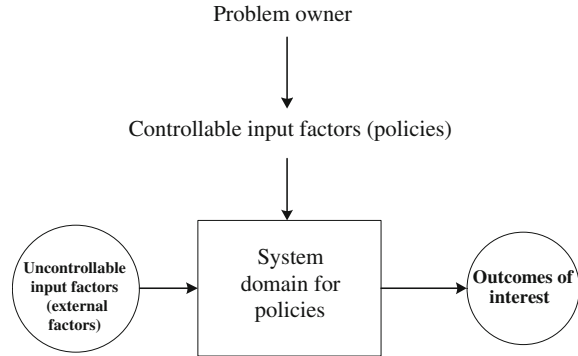 Problem owner
Controllable input factors (policies)
Uncontrollable
input factors
(external
factors)
System
domain for
policies
Outcomes of
interest